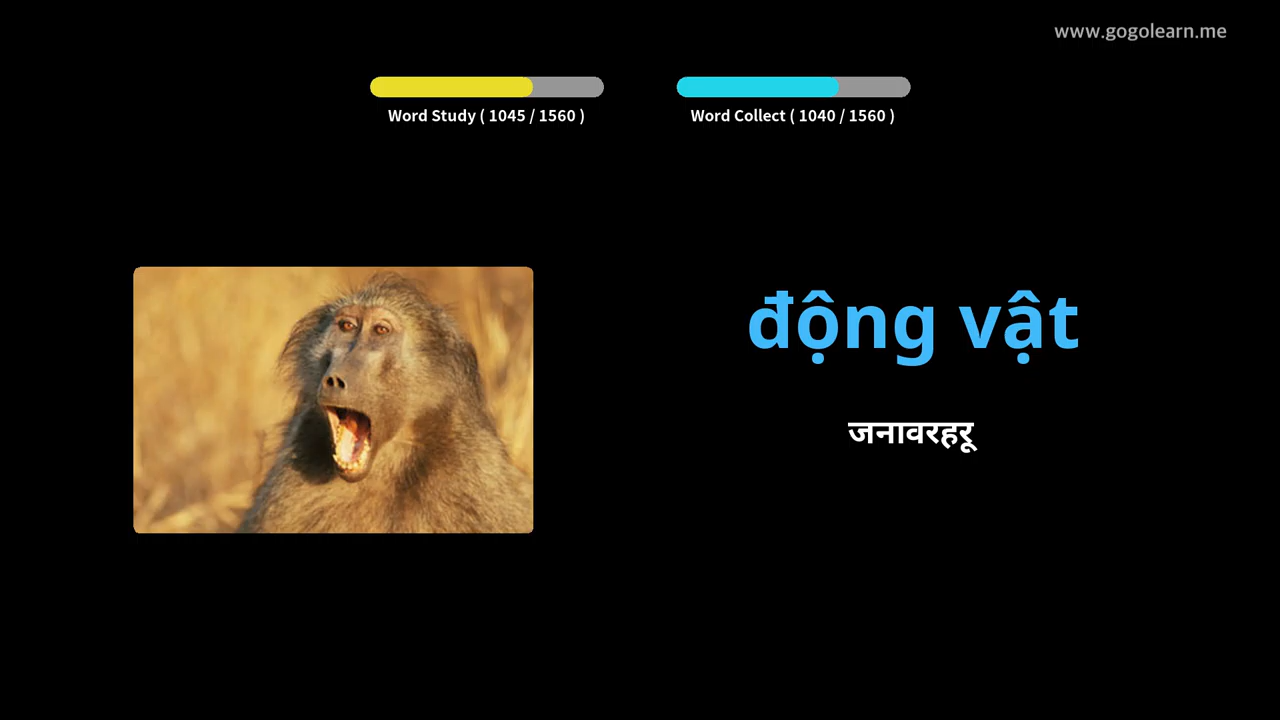 www.gogolearn.me
Word Study ( 1045 / 1560 )
Word Collect ( 1040 / 1560 )
động vật
जनावरहरू